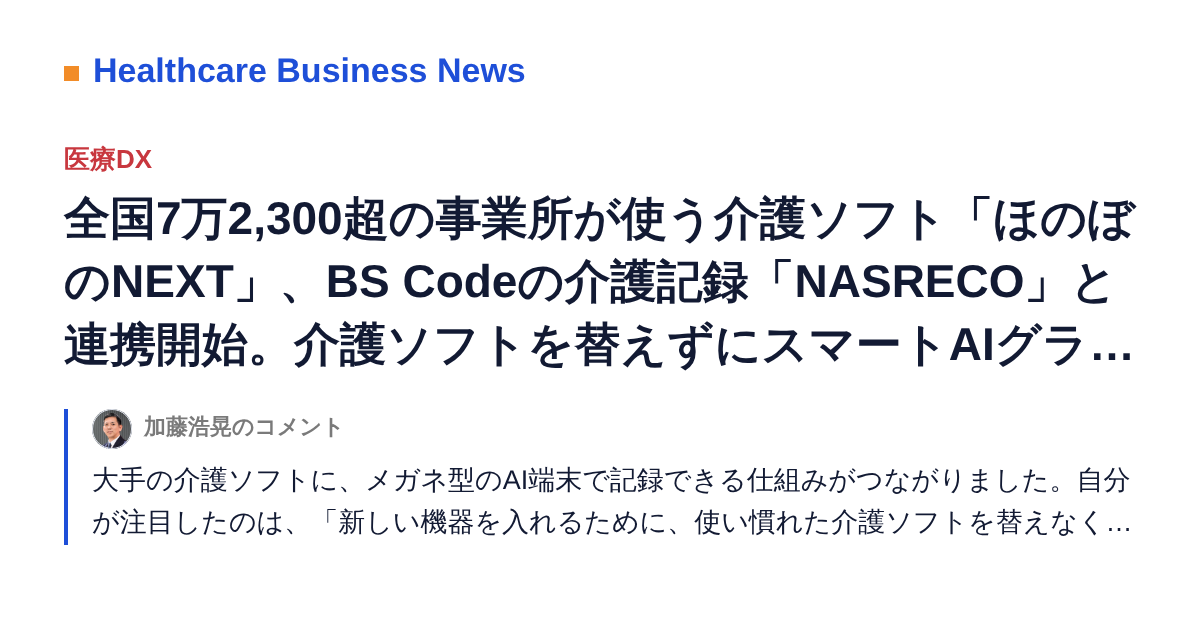 Healthcare Business News
医療DX
全国7万2,300超の事業所が使う介護ソフト「ほのぼ
のNEXT」、BS Codeの介護記録「NASRECO」と
連携開始。介護ソフトを替えずにスマートAIグラ…
加藤浩晃のコメント
大手の介護ソフトに、メガネ型のAI端末で記録できる仕組みがつながりました。自分
が注目したのは、「新しい機器を入れるために、使い慣れた介護ソフトを替えなく…